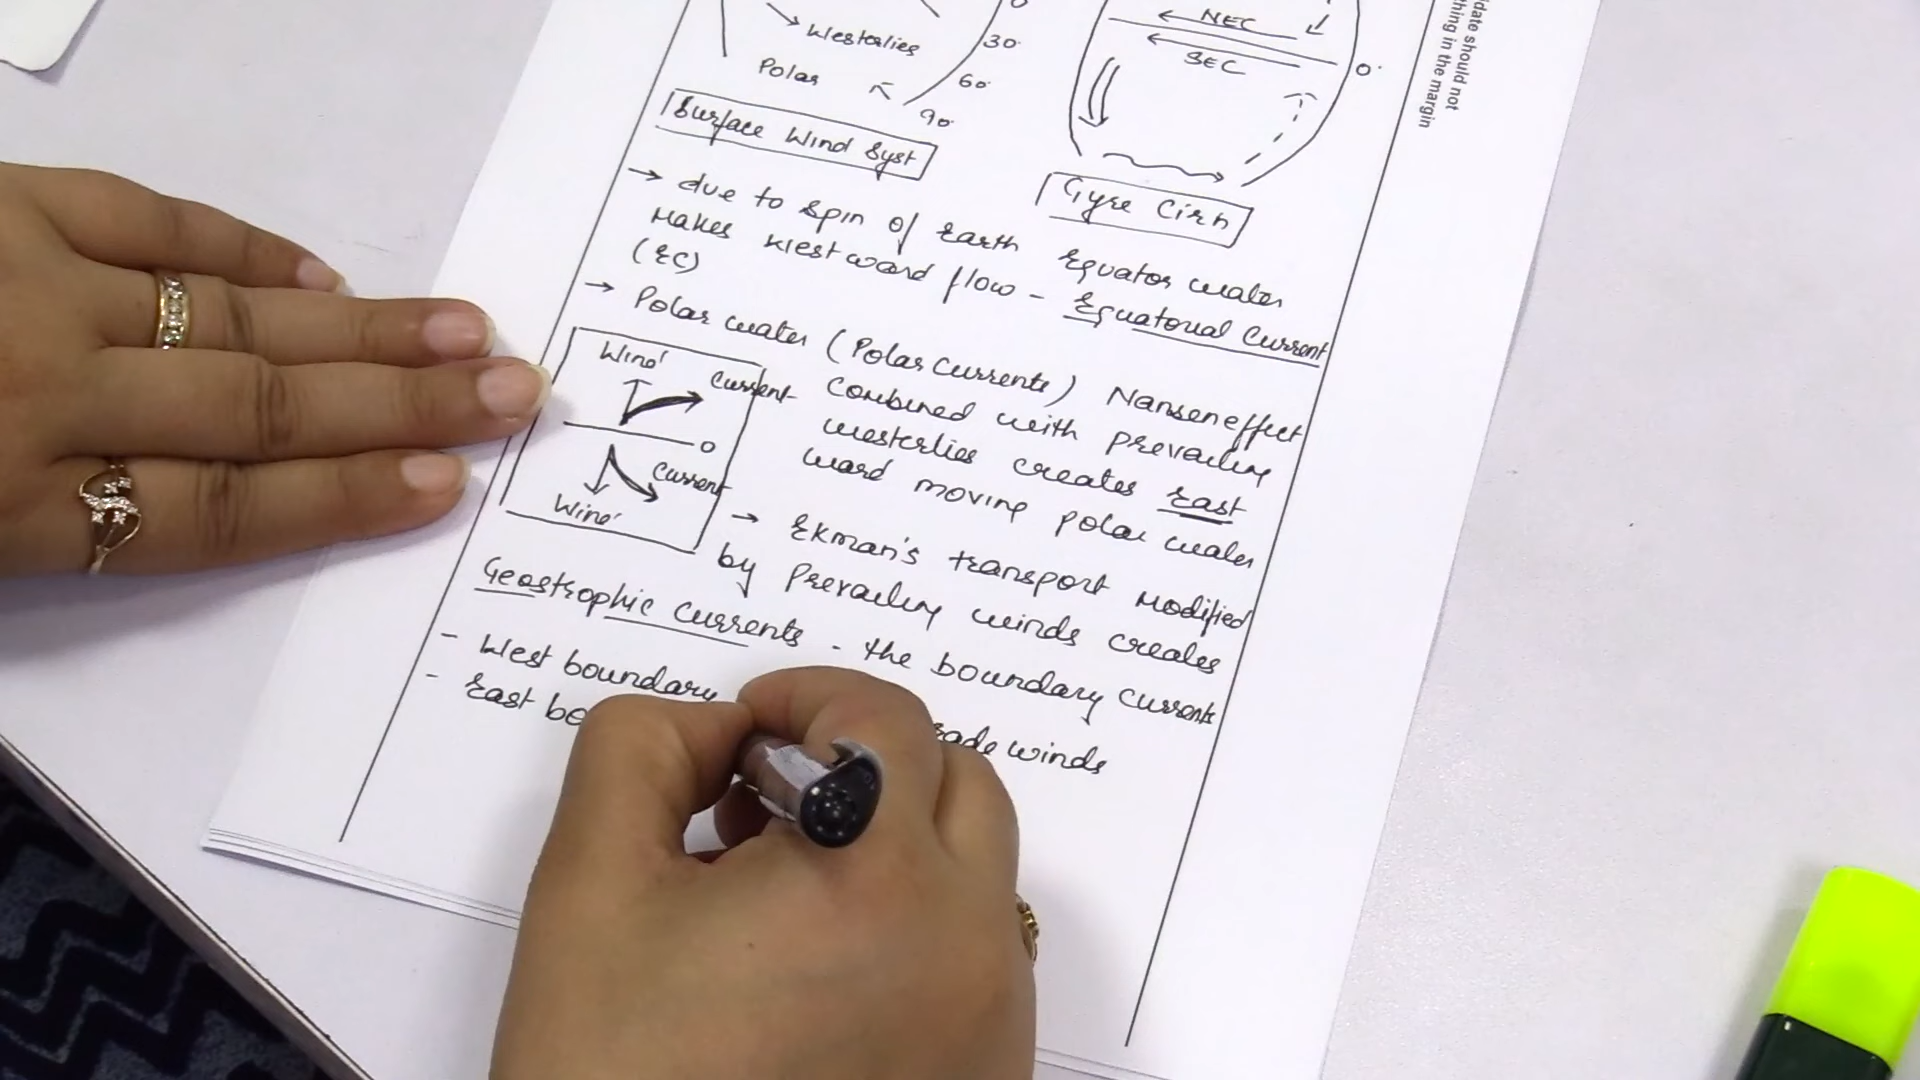 Westerlies
Polar
0
30°
60°
90°
Surface Wind Syst
NEC
SEC
0°
Gyre Cirn
date should not
thing in the margin
→ due to spin of Earth Equator water
makes westward flow - Equatorial Current
(EC)
→ Polar water (Polar Currents) Nansen effect
combined with prevailing
westerlies creates East
ward moving polar water
Wind
Current
0
Current
Wind
→ Ekman's transport modified
by Prevailing winds creates
Geostrophic Currents - the boundary currents
- West boundary
rade winds
- East bo